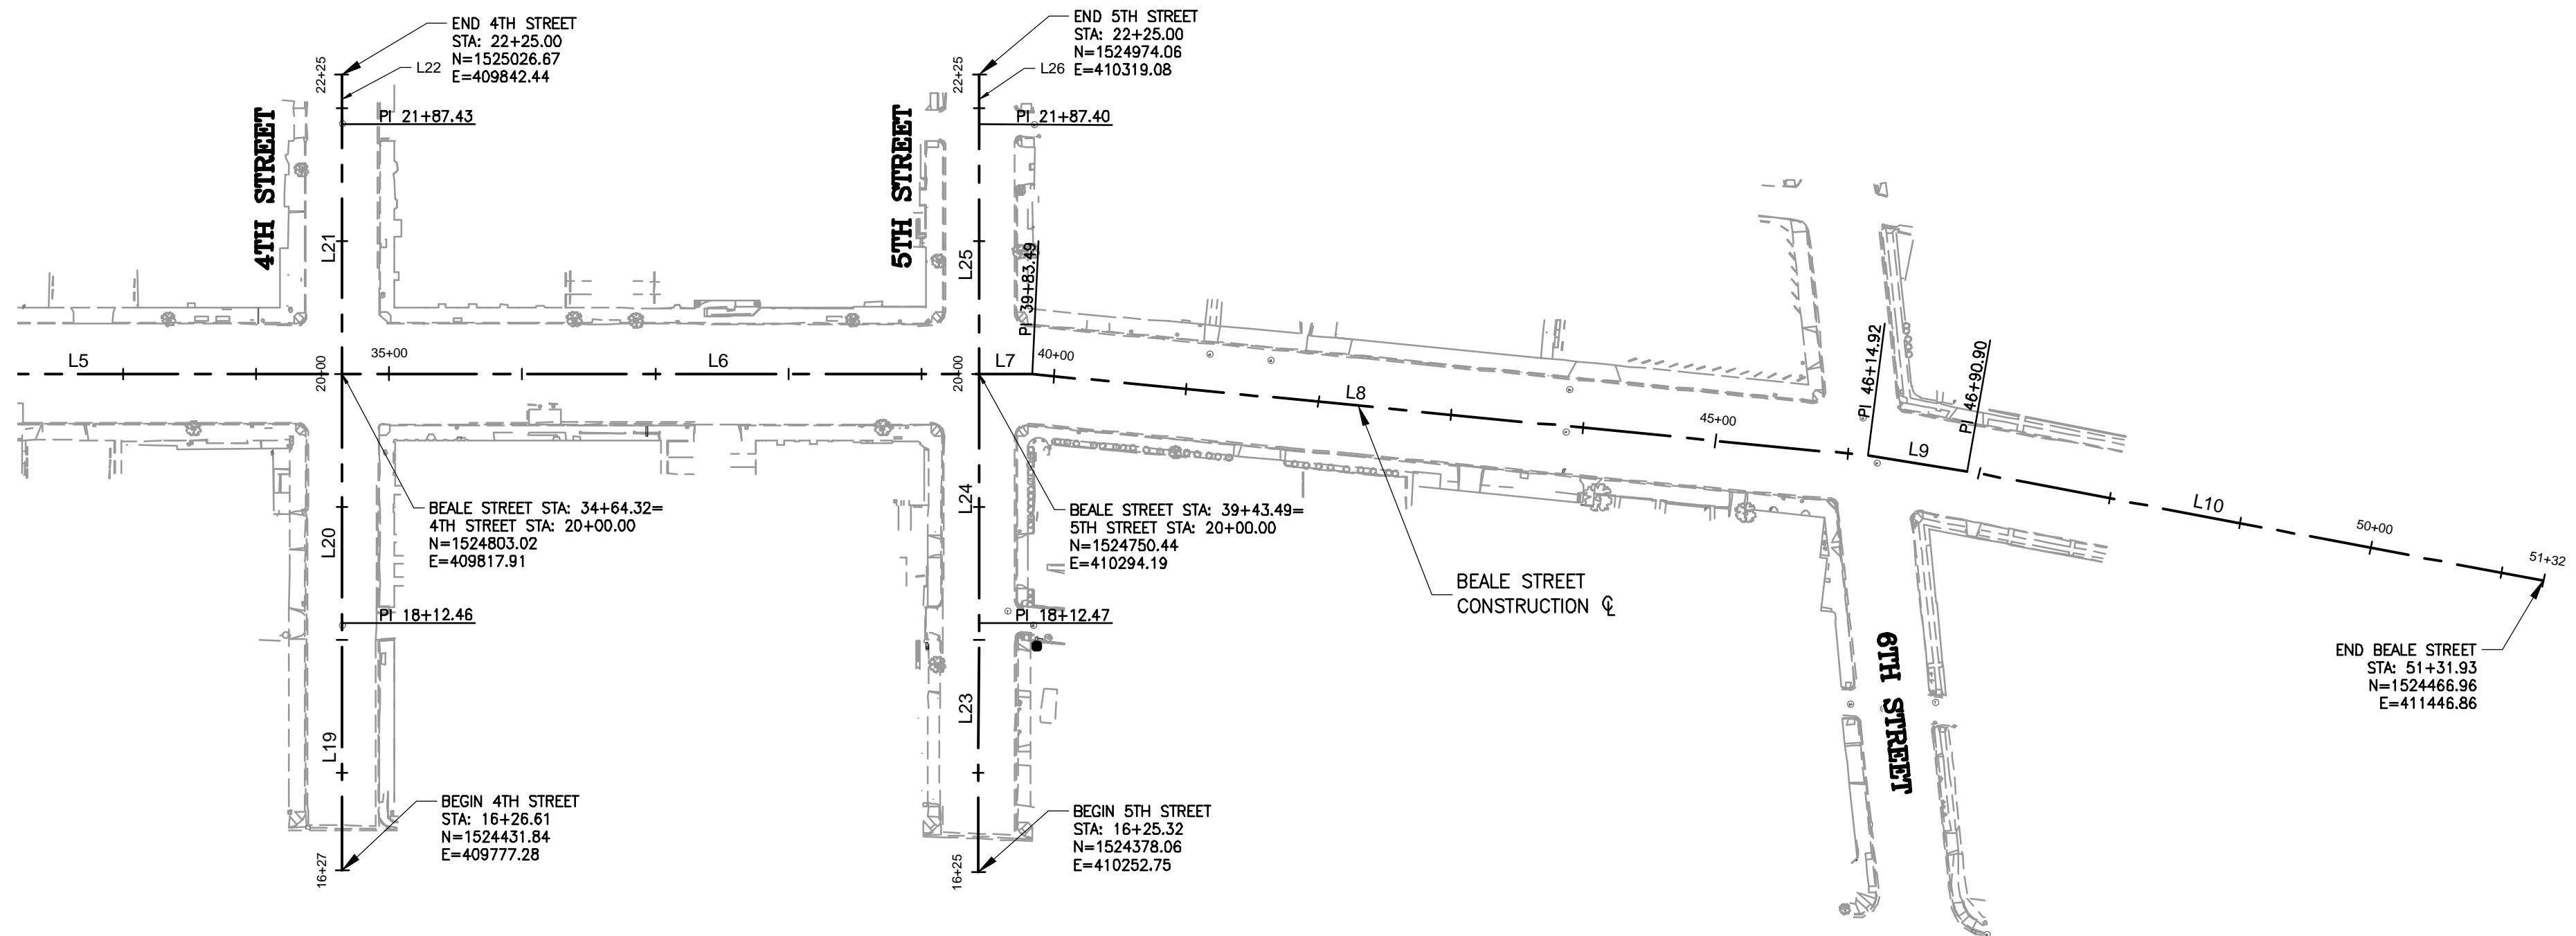 END 4TH STREET
STA: 22+25.00
N=1525026.67
E=409842.44
L22
22+25
4TH STREET
PI 21+87.43
L21
END 5TH STREET
STA: 22+25.00
N=1524974.06
E=410319.08
L26
22+25
5TH STREET
PI 21+87.40
L25
PI 39+83.49
L5
20+00
35+00
L6
20+00
L7
40+00
L8
45+00
PI 46+14.92
L9
PI 46+90.90
L10
50+00
51+32
BEALE STREET STA: 34+64.32=
4TH STREET STA: 20+00.00
N=1524803.02
E=409817.91
L20
PI 18+12.46
L19
BEALE STREET STA: 39+43.49=
5TH STREET STA: 20+00.00
N=1524750.44
E=410294.19
L24
PI 18+12.47
L23
BEALE STREET
CONSTRUCTION ℄
6TH STREET
END BEALE STREET
STA: 51+31.93
N=1524466.96
E=411446.86
BEGIN 4TH STREET
STA: 16+26.61
N=1524431.84
E=409777.28
16+27
BEGIN 5TH STREET
STA: 16+25.32
N=1524378.06
E=410252.75
16+25